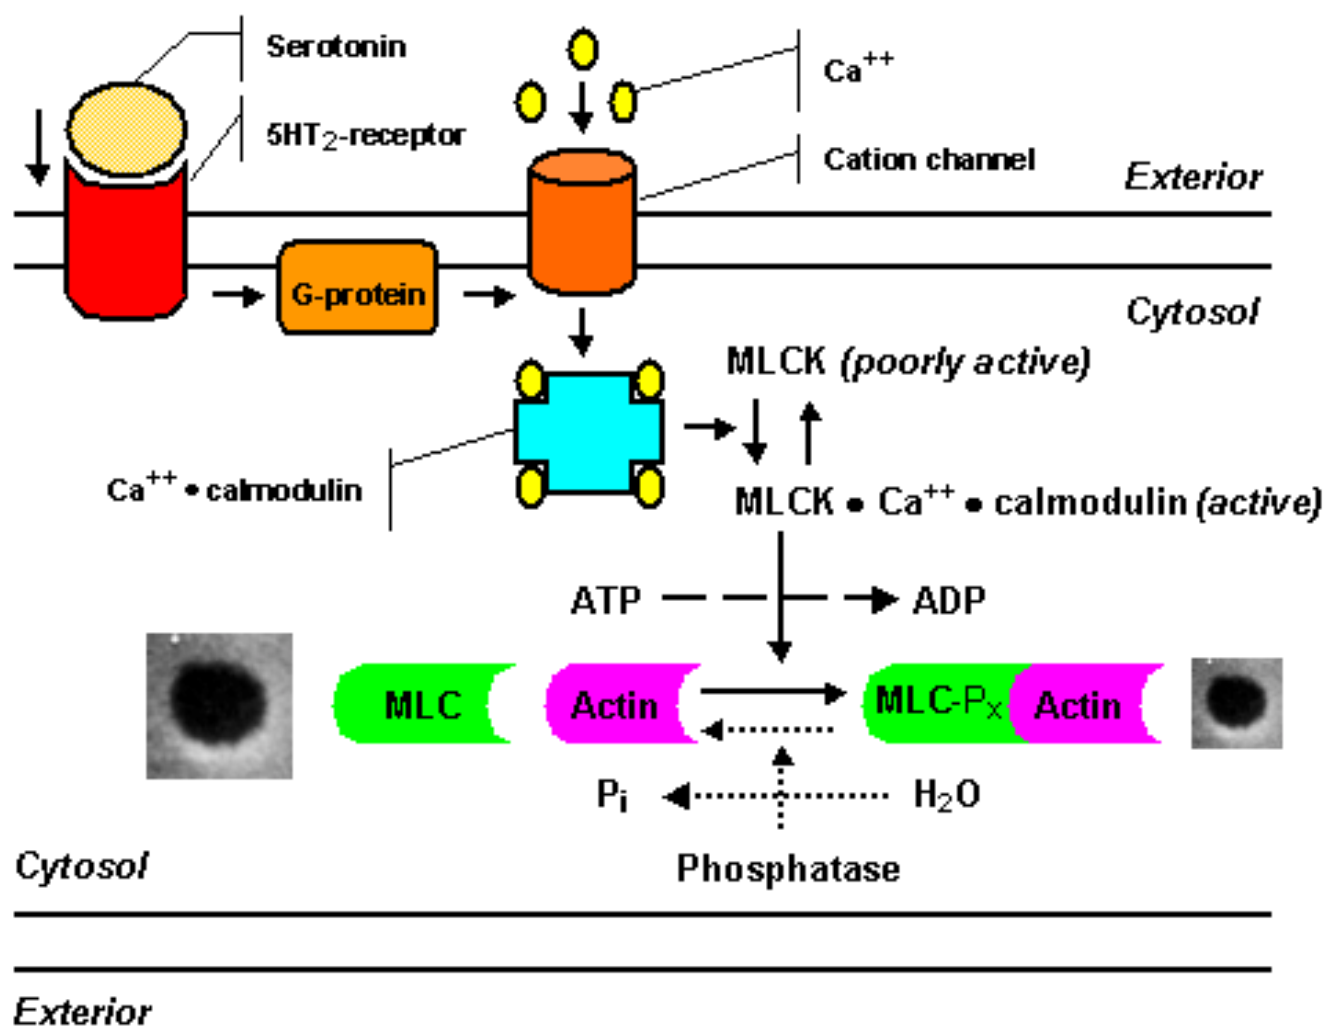 Serotonin
Ca++
5HT2-receptor
Cation channel
Exterior
G-protein
Cytosol
MLCK (poorly active)
Ca++ • calmodulin
MLCK • Ca++ • calmodulin (active)
ATP
ADP
MLC
Actin
MLC-Px
Actin
Pi
H2O
Phosphatase
Cytosol
Exterior